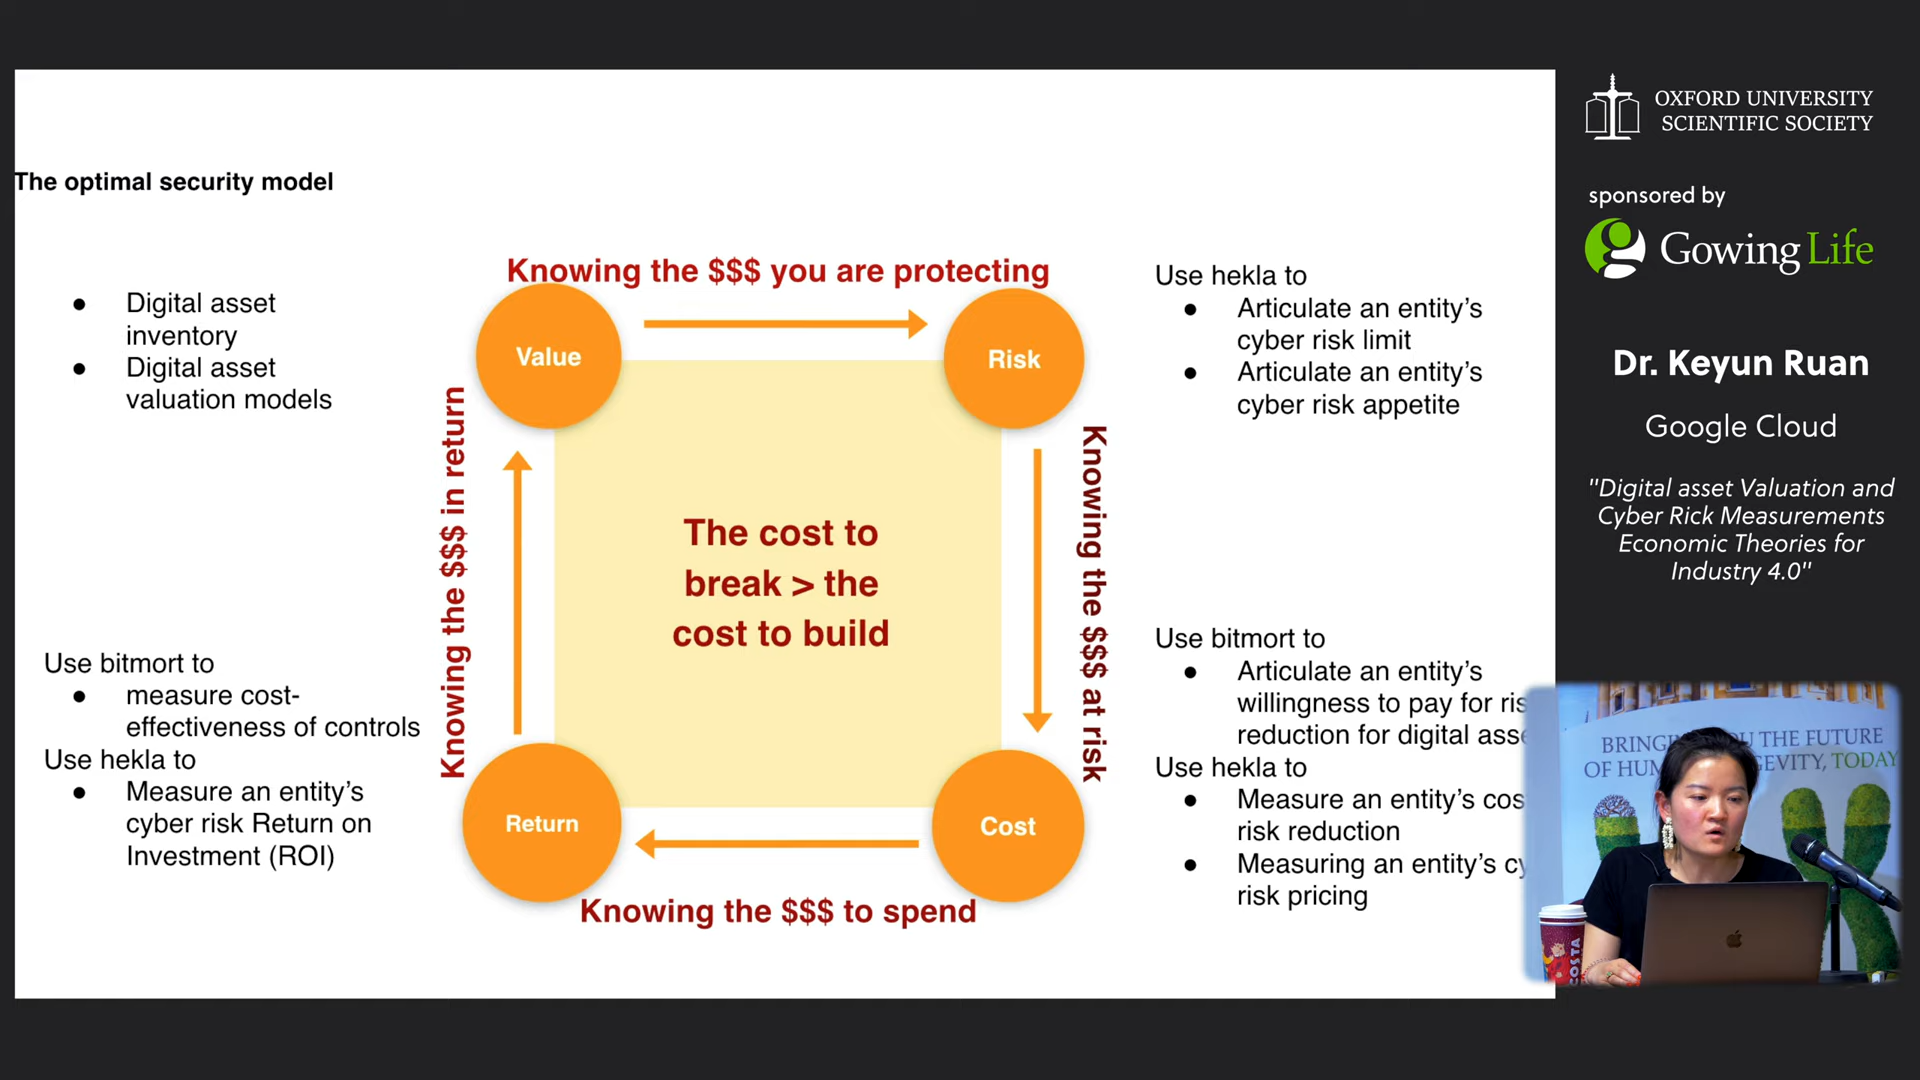 The optimal security model
Digital asset
inventory
Digital asset
valuation models
Use bitmort to
measure cost-
effectiveness of controls
Use hekla to
Measure an entity's
cyber risk Return on
Investment (ROI)
Knowing the $$$ you are protecting
Value
Risk
Knowing the $$$ in return
The cost to
break > the
cost to build
Knowing the $$$ at risk
Return
Cost
Knowing the $$$ to spend
Use hekla to
Articulate an entity's
cyber risk limit
Articulate an entity's
cyber risk appetite
Use bitmort to
Articulate an entity's
willingness to pay for ris
reduction for digital asse
Use hekla to
Measure an entity's cos
risk reduction
Measuring an entity's cy
risk pricing
OXFORD UNIVERSITY
SCIENTIFIC SOCIETY
sponsored by
Gowing Life
Dr. Keyun Ruan
Google Cloud
"Digital asset Valuation and
Cyber Rick Measurements
Economic Theories for
Industry 4.0"
BRING U THE FUTURE
OF HUM GEVITY, TODAY
COSTA